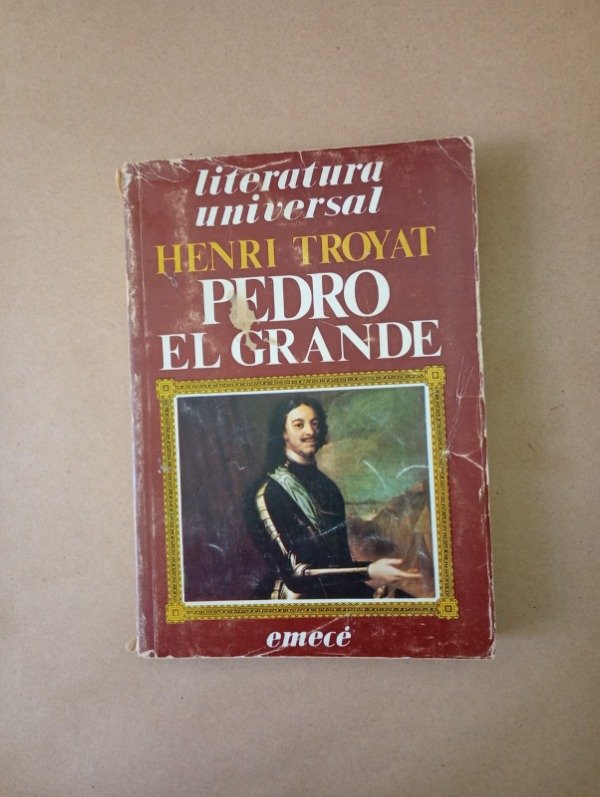 literatura
universal
HENRI TROYAT
PEDRO
EL GRANDE
emecé